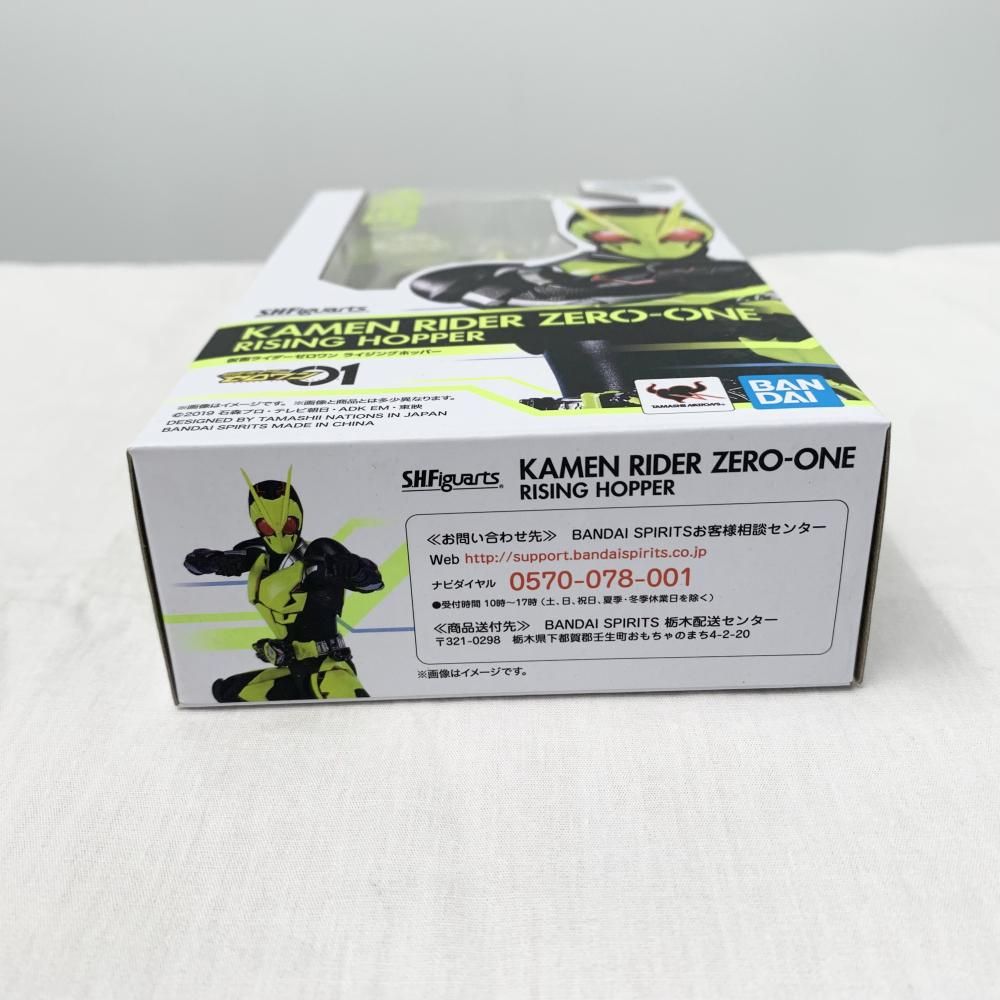 S.H.Figuarts
KAMEN RIDER ZERO-ONE
RISING HOPPER
仮面ライダーゼロワン ライジングホッパー
ゼロワン01
※画像はイメージです。 ※画像と商品とは多少異なります。
©2019 石森プロ・テレビ朝日・ADK EM・東映
DESIGNED BY TAMASHII NATIONS IN JAPAN
BANDAI SPIRITS MADE IN CHINA
TAMASHII NATIONS
BAN
DAI
S.H.Figuarts
KAMEN RIDER ZERO-ONE
RISING HOPPER
≪お問い合わせ先≫ BANDAI SPIRITSお客様相談センター
Web http://support.bandaispirits.co.jp
ナビダイヤル 0570-078-001
●受付時間 10時～17時 (土、日、祝日、夏季・冬季休業日を除く)
≪商品送付先≫ BANDAI SPIRITS 栃木配送センター
〒321-0298 栃木県下都賀郡壬生町おもちゃのまち4-2-20
※画像はイメージです。